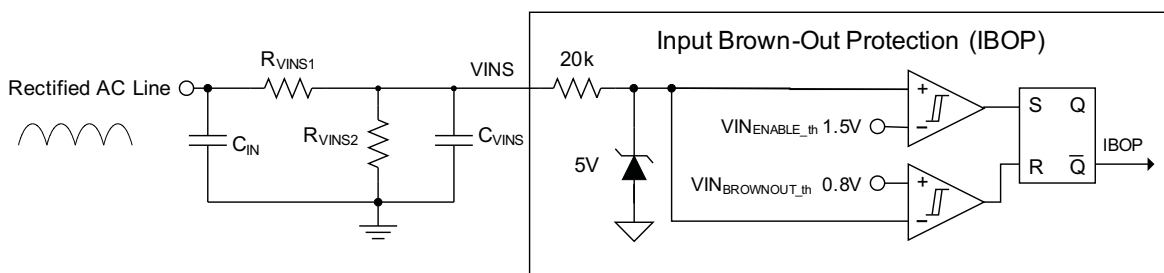 Input Brown-Out Protection (IBOP)
Rectified AC Line
RVINS1
VINS
20k
CIN
RVINS2
CVINS
5V
VINENABLE_th 1.5V
VINBROWNOUT_th 0.8V
+
−
+
−
S Q
R Q̅
IBOP